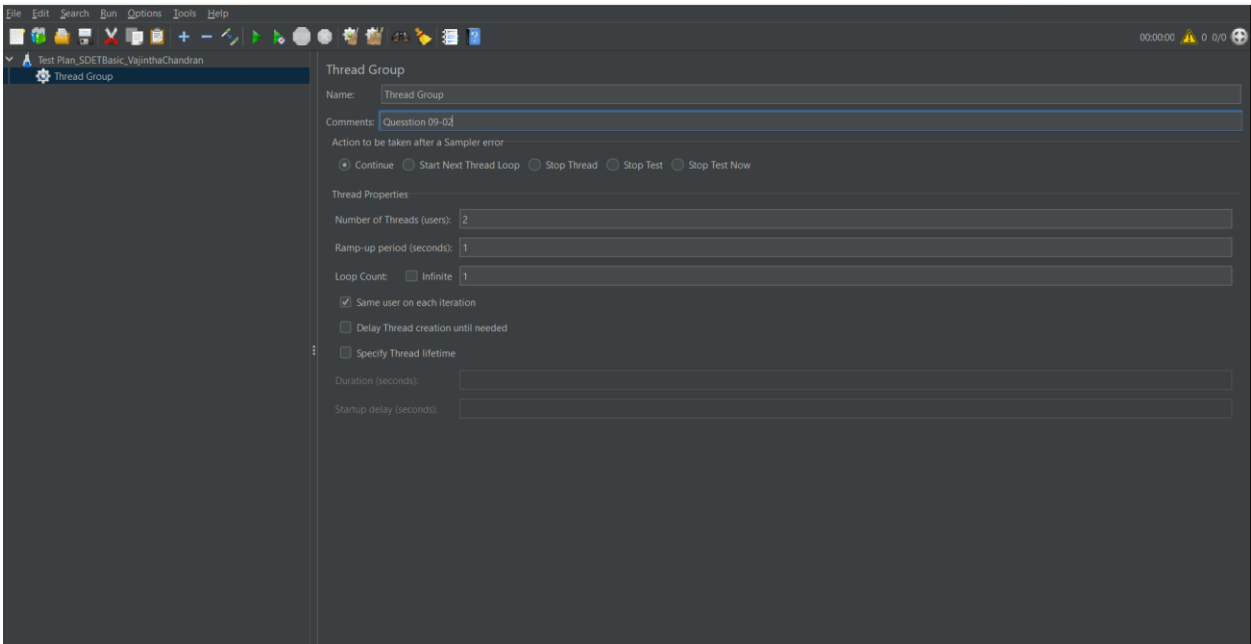 File Edit Search Run Options Tools Help
00:00:00 0 0/0
Test Plan_SDETBasic_VajinthaChandran
Thread Group
Thread Group
Name: Thread Group
Comments: Quesstion 09-02
Action to be taken after a Sampler error
Continue Start Next Thread Loop Stop Thread Stop Test Stop Test Now
Thread Properties
Number of Threads (users): 2
Ramp-up period (seconds): 1
Loop Count: Infinite 1
Same user on each iteration
Delay Thread creation until needed
Specify Thread lifetime
Duration (seconds):
Startup delay (seconds):